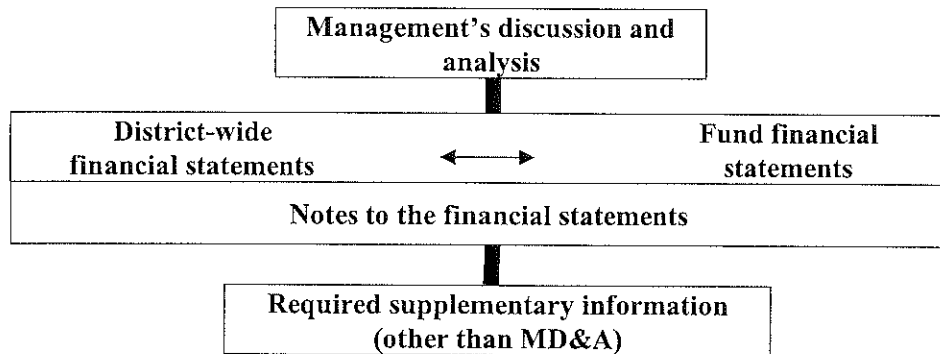 Management's discussion and
analysis
District-wide
financial statements
Fund financial
statements
Notes to the financial statements
Required supplementary information
(other than MD&A)